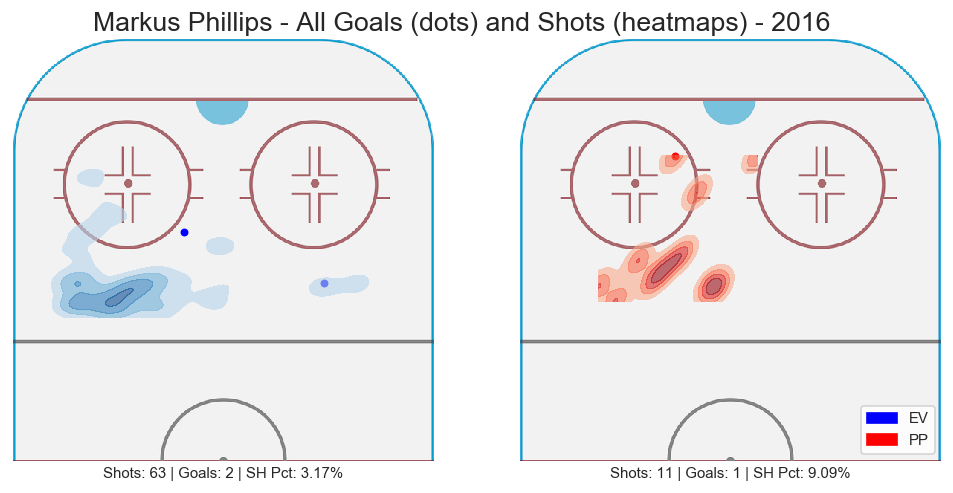 Markus Phillips - All Goals (dots) and Shots (heatmaps) - 2016
EV
PP
Shots: 63 | Goals: 2 | SH Pct: 3.17%
Shots: 11 | Goals: 1 | SH Pct: 9.09%